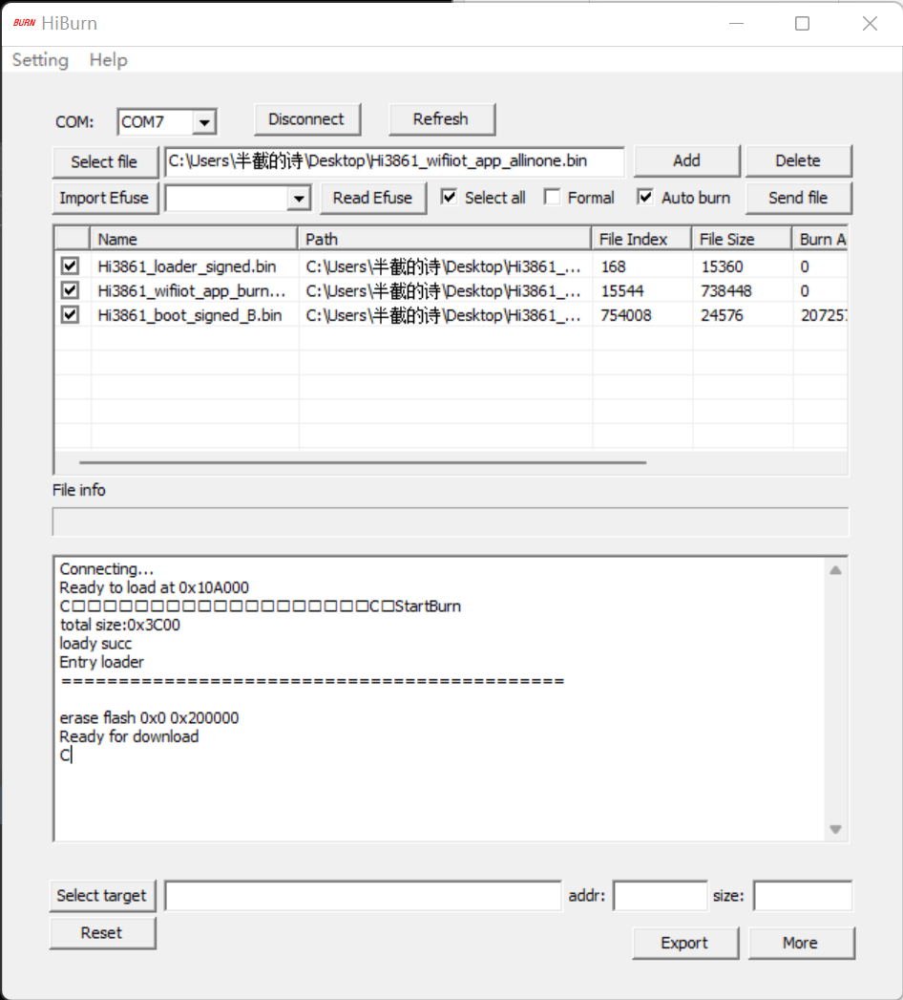 BURN HiBurn
Setting Help
COM: COM7 Disconnect Refresh
Select file C:\Users\半截的诗\Desktop\Hi3861_wifiiot_app_allinone.bin Add Delete
Import Efuse Read Efuse Select all Formal Auto burn Send file
Name Path File Index File Size Burn A
Hi3861_loader_signed.bin C:\Users\半截的诗\Desktop\Hi3861_... 168 15360 0
Hi3861_wifiiot_app_burn... C:\Users\半截的诗\Desktop\Hi3861_... 15544 738448 0
Hi3861_boot_signed_B.bin C:\Users\半截的诗\Desktop\Hi3861_... 754008 24576 207257
File info
Connecting...
Ready to load at 0x10A000
C□□□□□□□□□□□□□□□□□□□C□StartBurn
total size:0x3C00
loady succ
Entry loader
============================================
erase flash 0x0 0x200000
Ready for download
C
Select target addr: size:
Reset
Export More